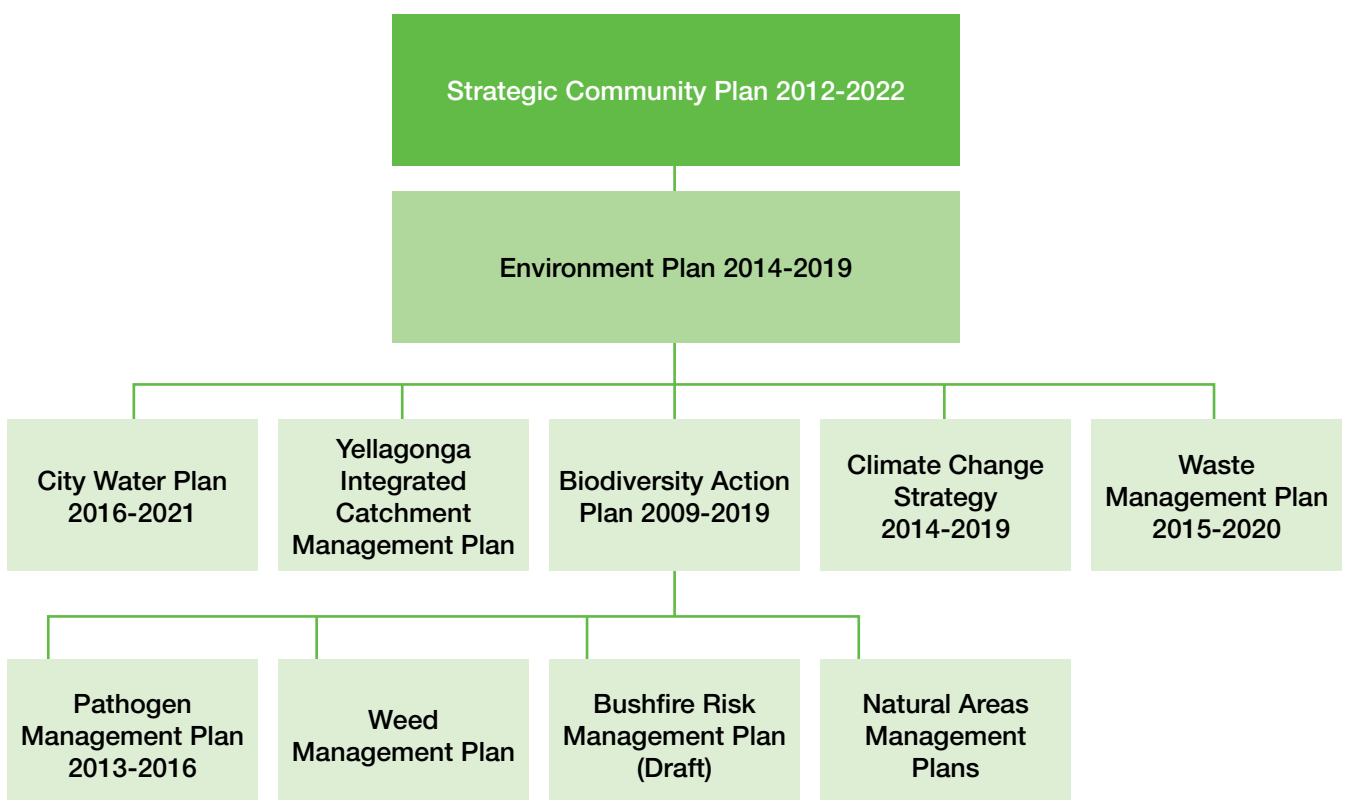 Strategic Community Plan 2012-2022
Environment Plan 2014-2019
City Water Plan
2016-2021
Yellagonga
Integrated
Catchment
Management Plan
Biodiversity Action
Plan 2009-2019
Climate Change
Strategy
2014-2019
Waste
Management Plan
2015-2020
Pathogen
Management Plan
2013-2016
Weed
Management Plan
Bushfire Risk
Management Plan
(Draft)
Natural Areas
Management
Plans